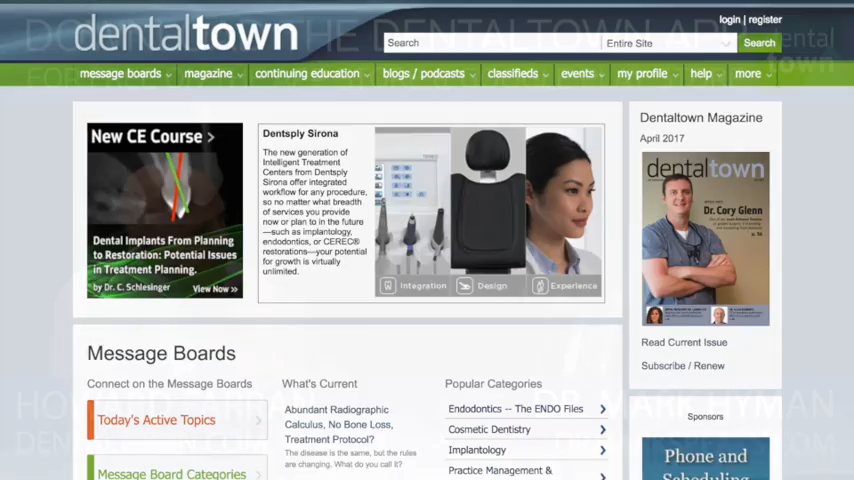 login | register
dentaltown
Search
Entire Site
Search
message boards
magazine
continuing education
blogs / podcasts
classifieds
events
my profile
help
more
New CE Course >
Dental Implants From Planning
to Restoration: Potential Issues
in Treatment Planning.
by Dr. C. Schlesinger
View Now >>
Dentsply Sirona
The new generation of
Intelligent Treatment
Centers from Dentsply
Sirona offer integrated
workflow for any procedure,
so no matter what breadth
of services you provide
now or plan to in the future
—such as implantology,
endodontics, or CEREC®
restorations—your potential
for growth is virtually
unlimited.
Integration
Design
Experience
Dentaltown Magazine
April 2017
dentaltown
Dr. Cory Glenn
Read Current Issue
Subscribe / Renew
Message Boards
Connect on the Message Boards
Today's Active Topics
Message Board Categories
What's Current
Abundant Radiographic
Calculus, No Bone Loss,
Treatment Protocol?
The disease is the same, but the rules
are changing. What do you call it?
Popular Categories
Endodontics -- The ENDO Files
Cosmetic Dentistry
Implantology
Practice Management &
Sponsors
Phone and
Scheduling